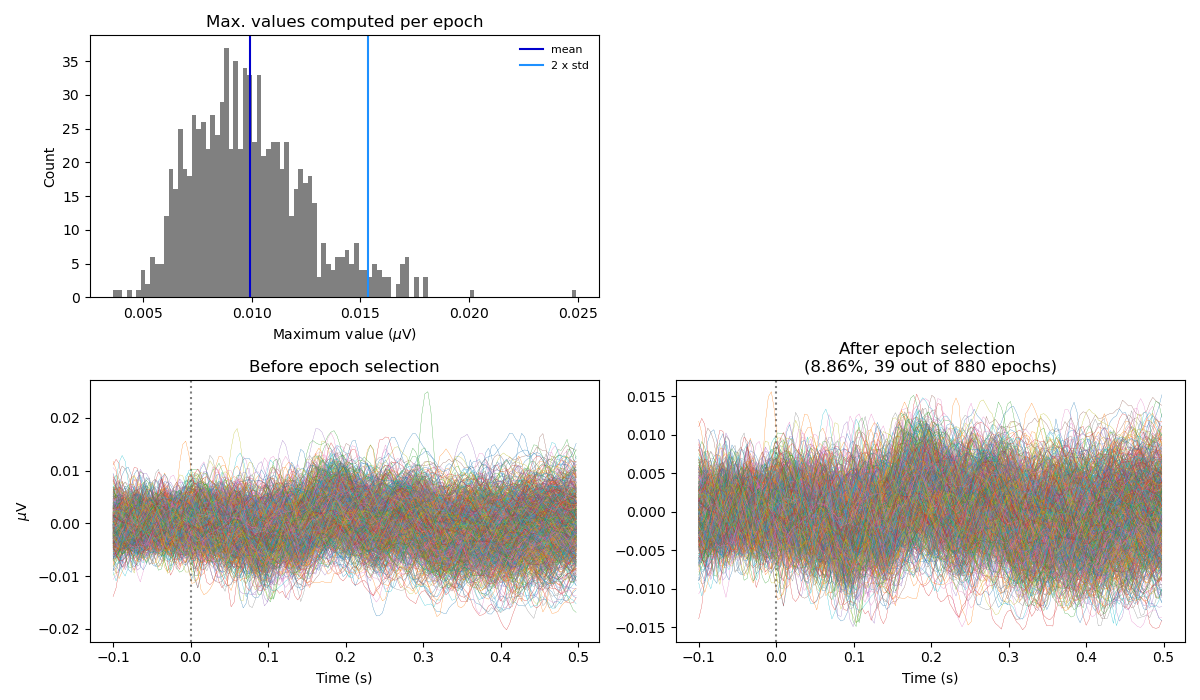 Max. values computed per epoch
mean
2 x std
35
30
25
20
15
10
5
0
Count
0.005 0.010 0.015 0.020 0.025
Maximum value (μV)
Before epoch selection
0.02
0.01
0.00
−0.01
−0.02
μV
−0.1 0.0 0.1 0.2 0.3 0.4 0.5
Time (s)
After epoch selection
(8.86%, 39 out of 880 epochs)
0.015
0.010
0.005
0.000
−0.005
−0.010
−0.015
−0.1 0.0 0.1 0.2 0.3 0.4 0.5
Time (s)